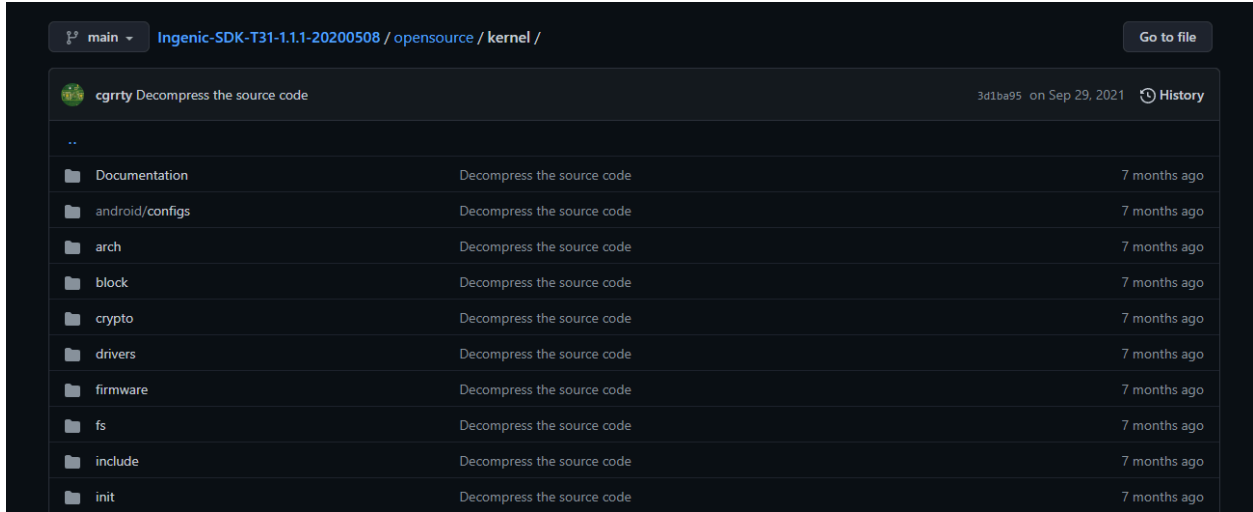 main Ingenic-SDK-T31-1.1.1-20200508 / opensource / kernel / Go to file
cgrrty Decompress the source code 3d1ba95 on Sep 29, 2021 History
..
Documentation Decompress the source code 7 months ago
android/configs Decompress the source code 7 months ago
arch Decompress the source code 7 months ago
block Decompress the source code 7 months ago
crypto Decompress the source code 7 months ago
drivers Decompress the source code 7 months ago
firmware Decompress the source code 7 months ago
fs Decompress the source code 7 months ago
include Decompress the source code 7 months ago
init Decompress the source code 7 months ago